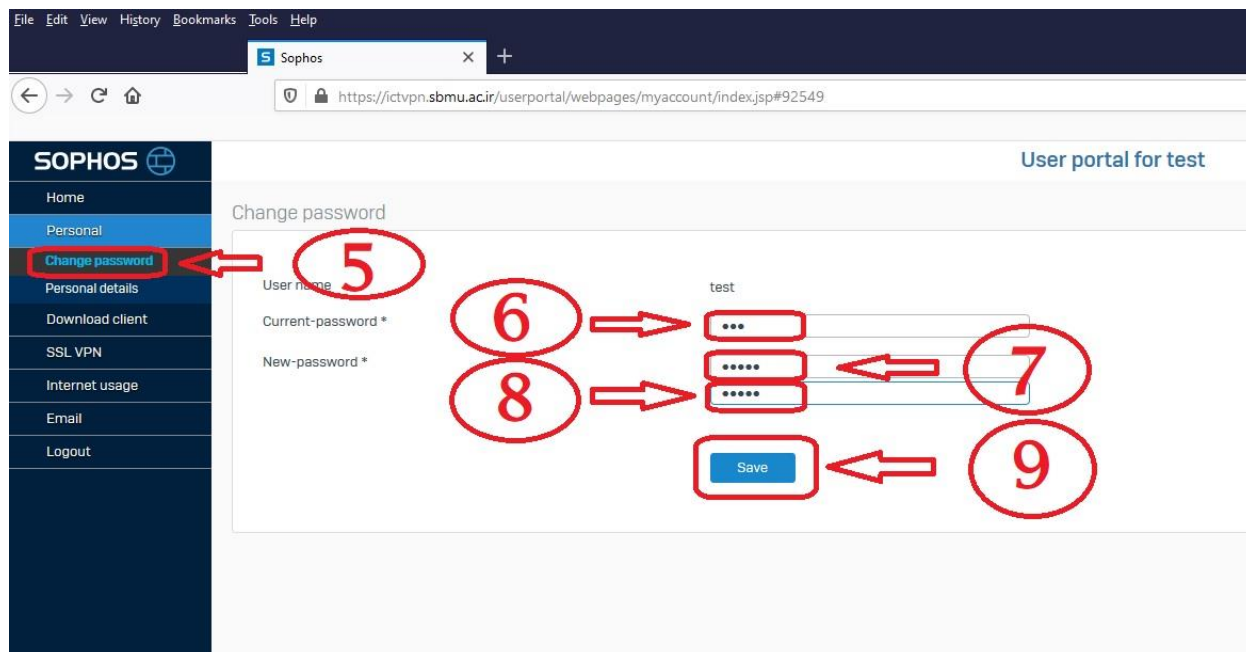 File Edit View History Bookmarks Tools Help
Sophos
https://ictvpn.sbmu.ac.ir/userportal/webpages/myaccount/index.jsp#92549
SOPHOS
User portal for test
Home
Personal
Change password
Personal details
Download client
SSL VPN
Internet usage
Email
Logout
Change password
5
User name test
6
Current-password * •••
New-password * •••••
7
8
•••••
Save
9